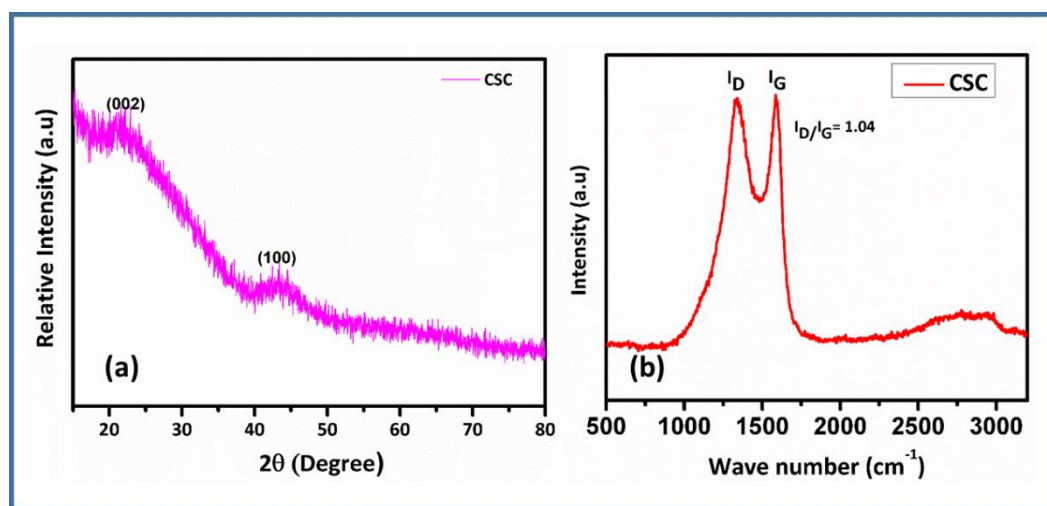 CSC
(002)
(100)
(a)
Relative Intensity (a.u)
20 30 40 50 60 70 80
2θ (Degree)
I_D I_G
CSC
I_D/I_G= 1.04
(b)
Intensity (a.u)
500 1000 1500 2000 2500 3000
Wave number (cm⁻¹)